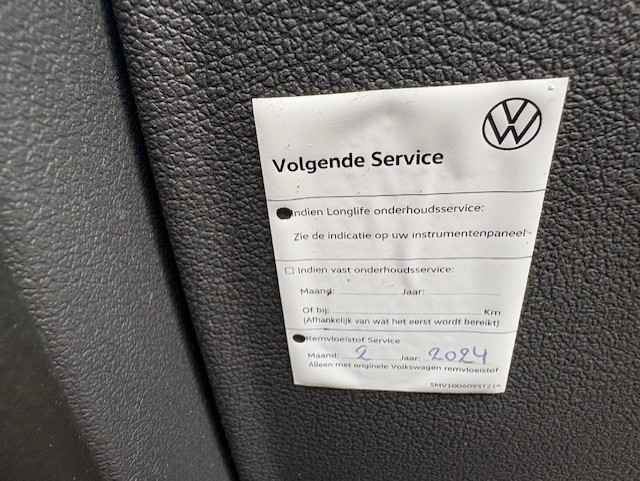 Volgende Service
Indien Longlife onderhoudsservice:
Zie de indicatie op uw instrumentenpaneel
Indien vast onderhoudsservice:
Maand: Jaar:
Of bij: Km
(Afhankelijk van wat het eerst wordt bereikt)
Remvloeistof Service
Maand: 2 Jaar: 2024
Alleen met originele Volkswagen remvloeistof